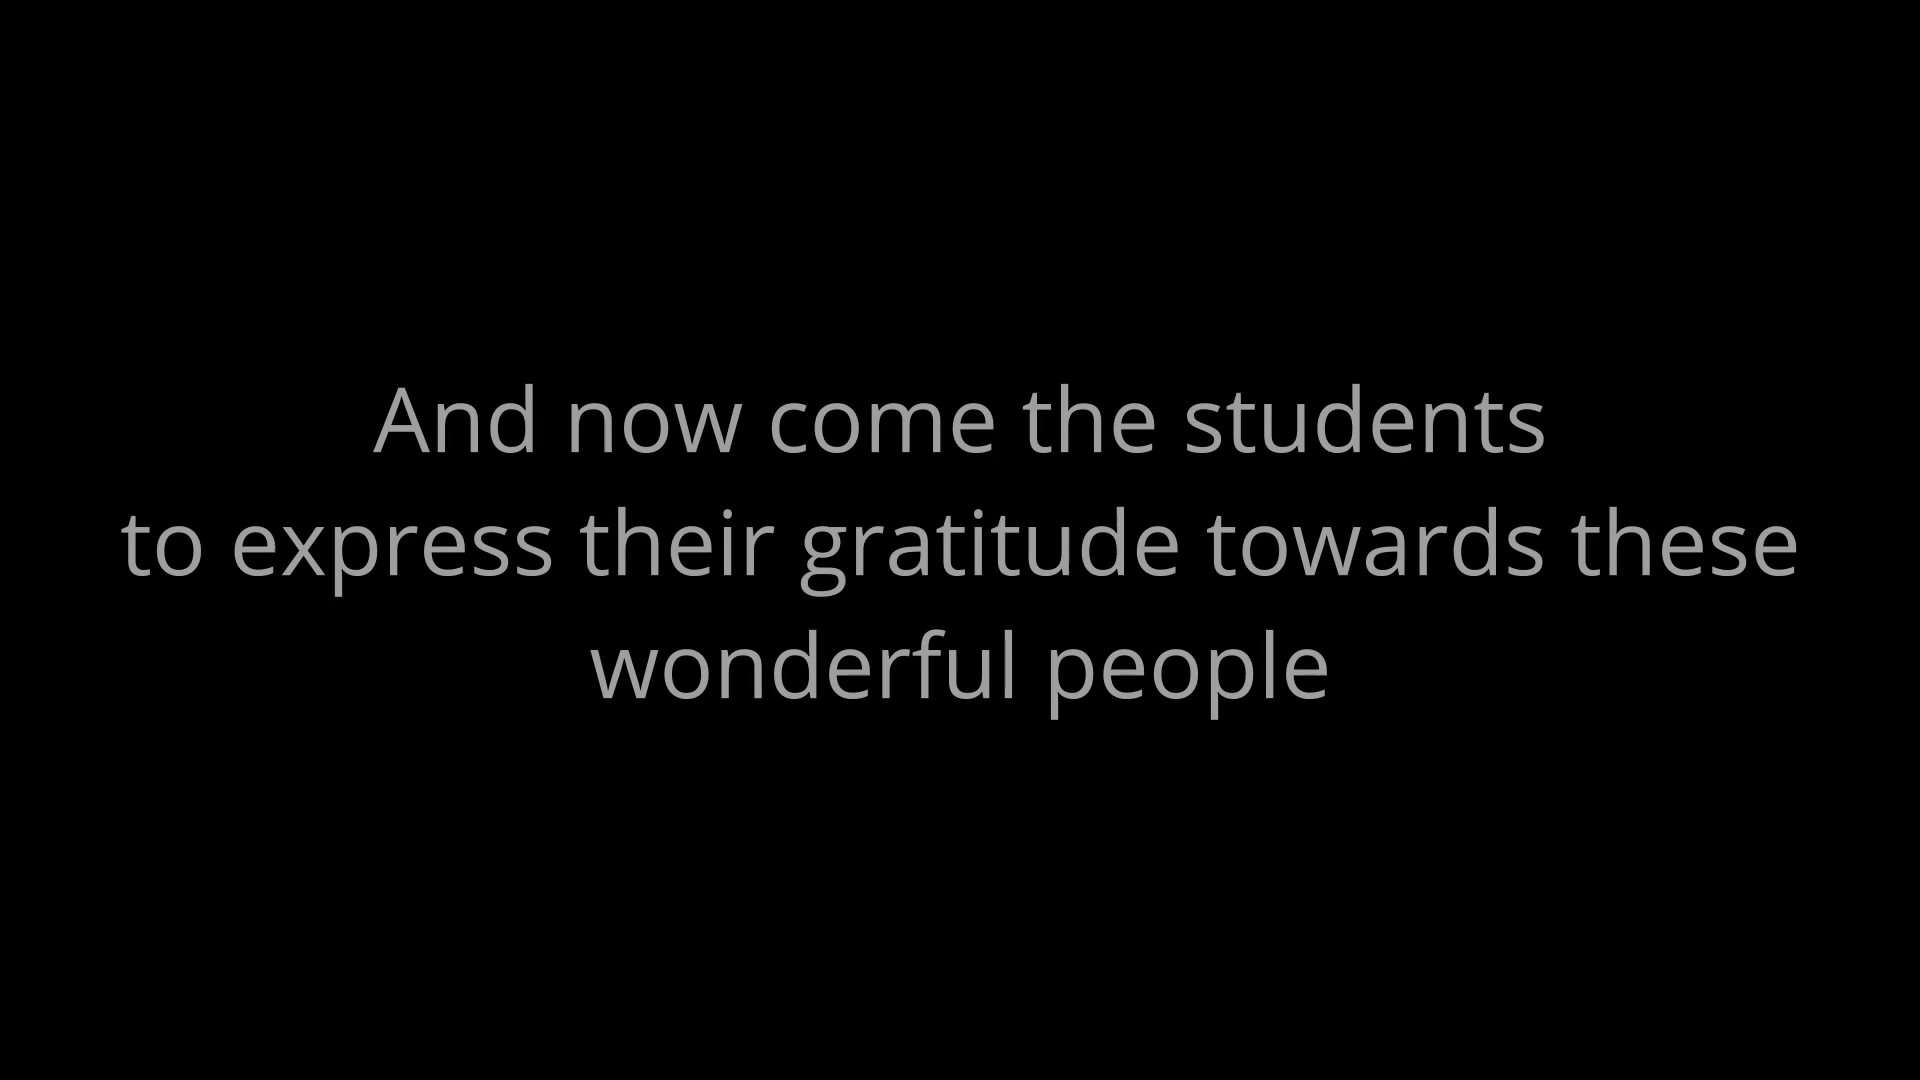 And now come the students
to express their gratitude towards these
wonderful people